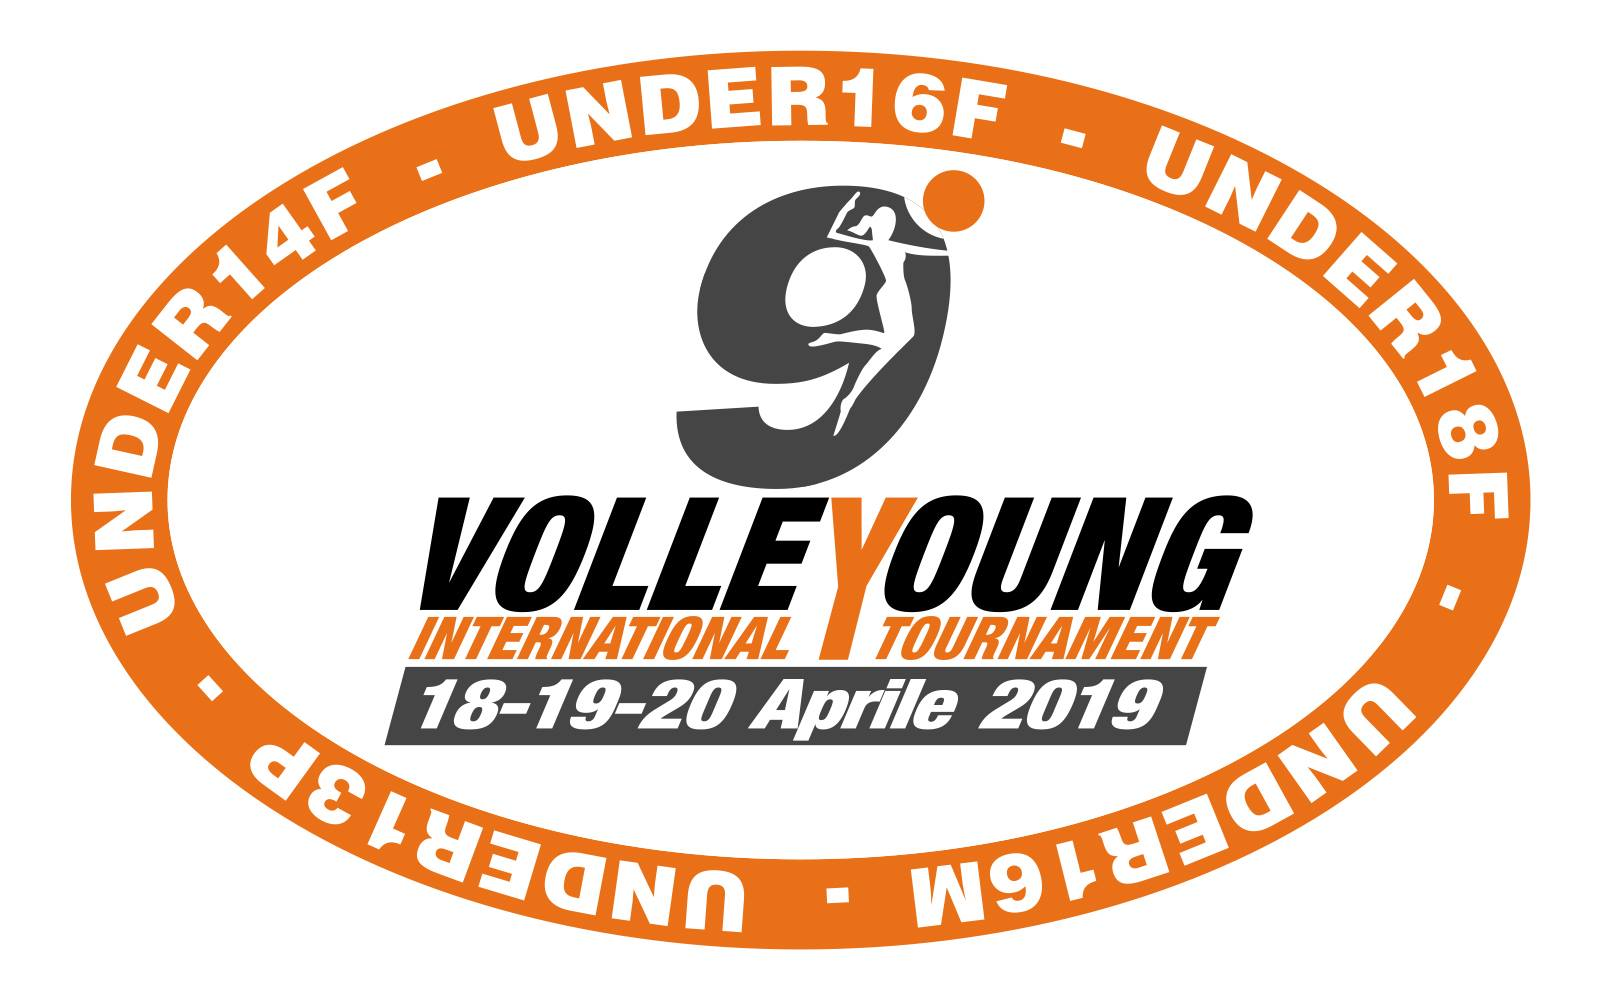 UNDER14F - UNDER16F - UNDER18F - UNDER16M - UNDER13P -
9
VOLLEYOUNG
INTERNATIONAL TOURNAMENT
18-19-20 Aprile 2019